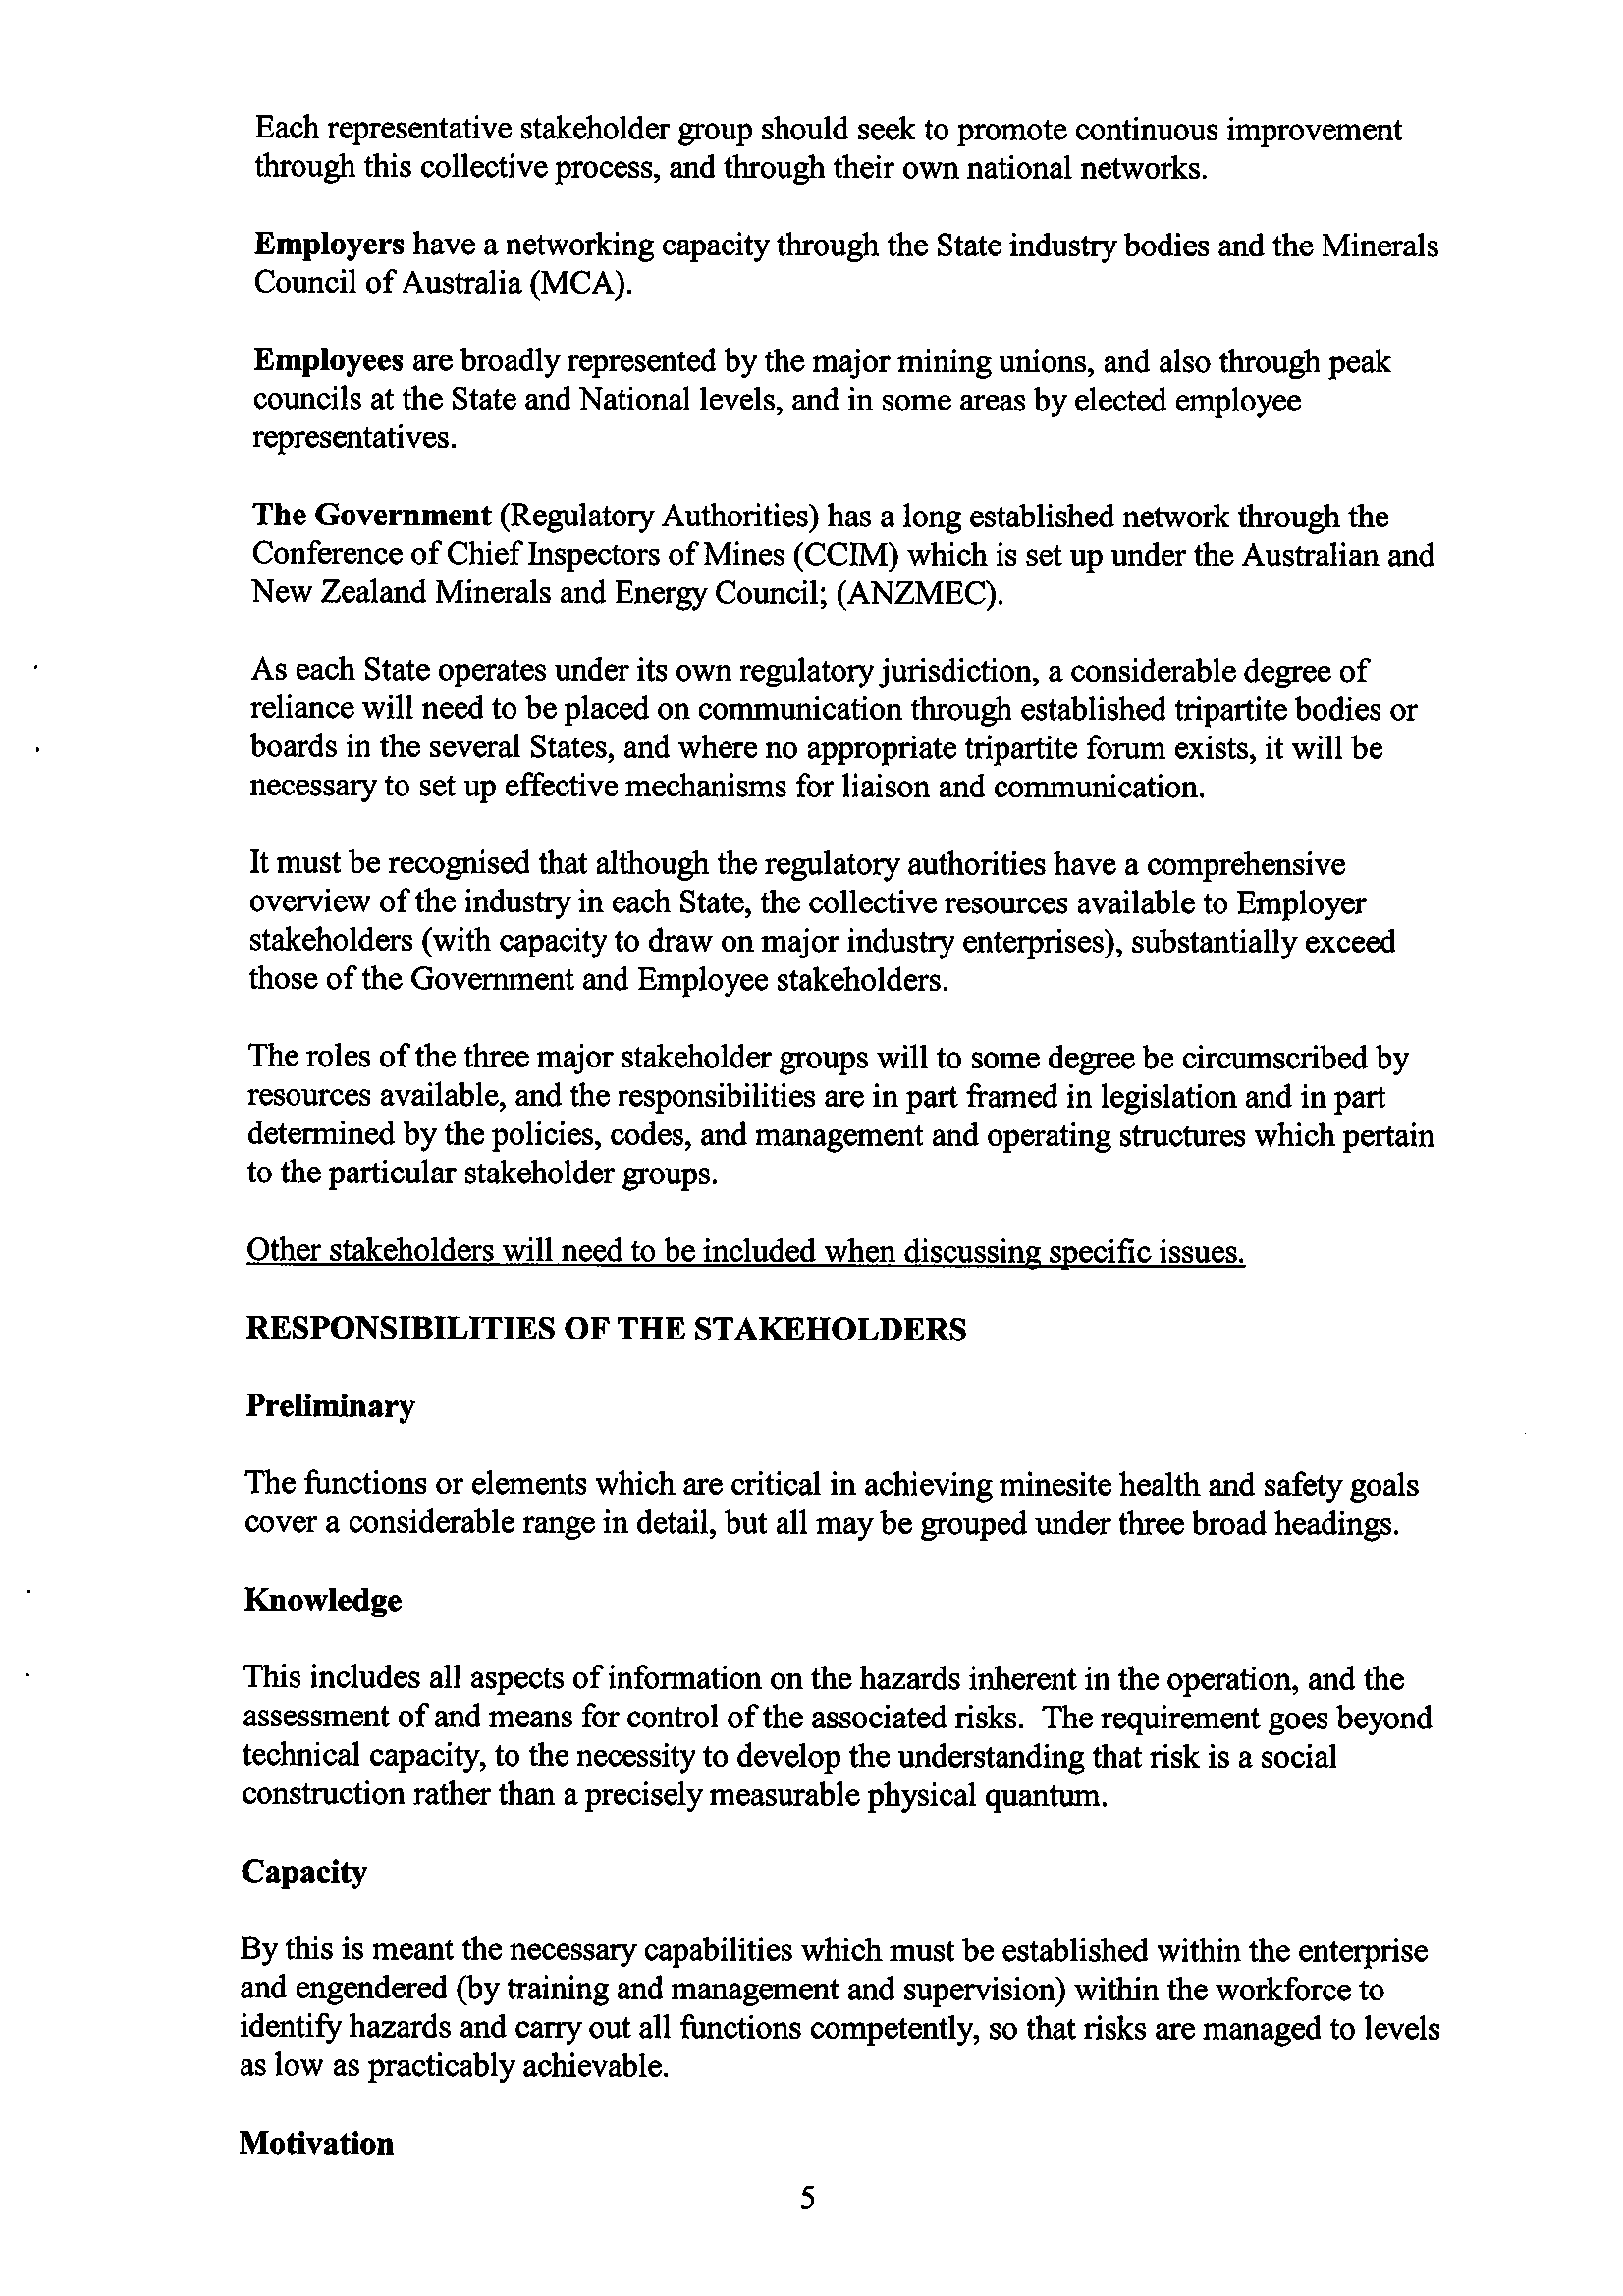 Each representative stakeholder group should seek to promote continuous improvement
through this collective process, and through their own national networks.
Employers have a networking capacity through the State industry bodies and the Minerals
Council of Australia (MCA).
Employees are broadly represented by the major mining unions, and also through peak
councils at the State and National levels, and in some areas by elected employee
representatives.
The Government (Regulatory Authorities) has a long established network through the
Conference of Chief Inspectors of Mines (CCIM) which is set up under the Australian and
New Zealand Minerals and Energy Council; (ANZMEC).
As each State operates under its own regulatory jurisdiction, a considerable degree of
reliance will need to be placed on communication through established tripartite bodies or
boards in the several States, and where no appropriate tripartite forum exists, it will be
necessary to set up effective mechanisms for liaison and communication.
It must be recognised that although the regulatory authorities have a comprehensive
overview of the industry in each State, the collective resources available to Employer
stakeholders (with capacity to draw on major industry enterprises), substantially exceed
those of the Government and Employee stakeholders.
The roles of the three major stakeholder groups will to some degree be circumscribed by
resources available, and the responsibilities are in part framed in legislation and in part
determined by the policies, codes, and management and operating structures which pertain
to the particular stakeholder groups.
Other stakeholders will need to be included when discussing specific issues.
RESPONSIBILITIES OF THE STAKEHOLDERS
Preliminary
The functions or elements which are critical in achieving minesite health and safety goals
cover a considerable range in detail, but all may be grouped under three broad headings.
Knowledge
This includes all aspects of information on the hazards inherent in the operation, and the
assessment of and means for control of the associated risks.  The requirement goes beyond
technical capacity, to the necessity to develop the understanding that risk is a social
construction rather than a precisely measurable physical quantum.
Capacity
By this is meant the necessary capabilities which must be established within the enterprise
and engendered (by training and management and supervision) within the workforce to
identify hazards and carry out all functions competently, so that risks are managed to levels
as low as practicably achievable.
Motivation
5